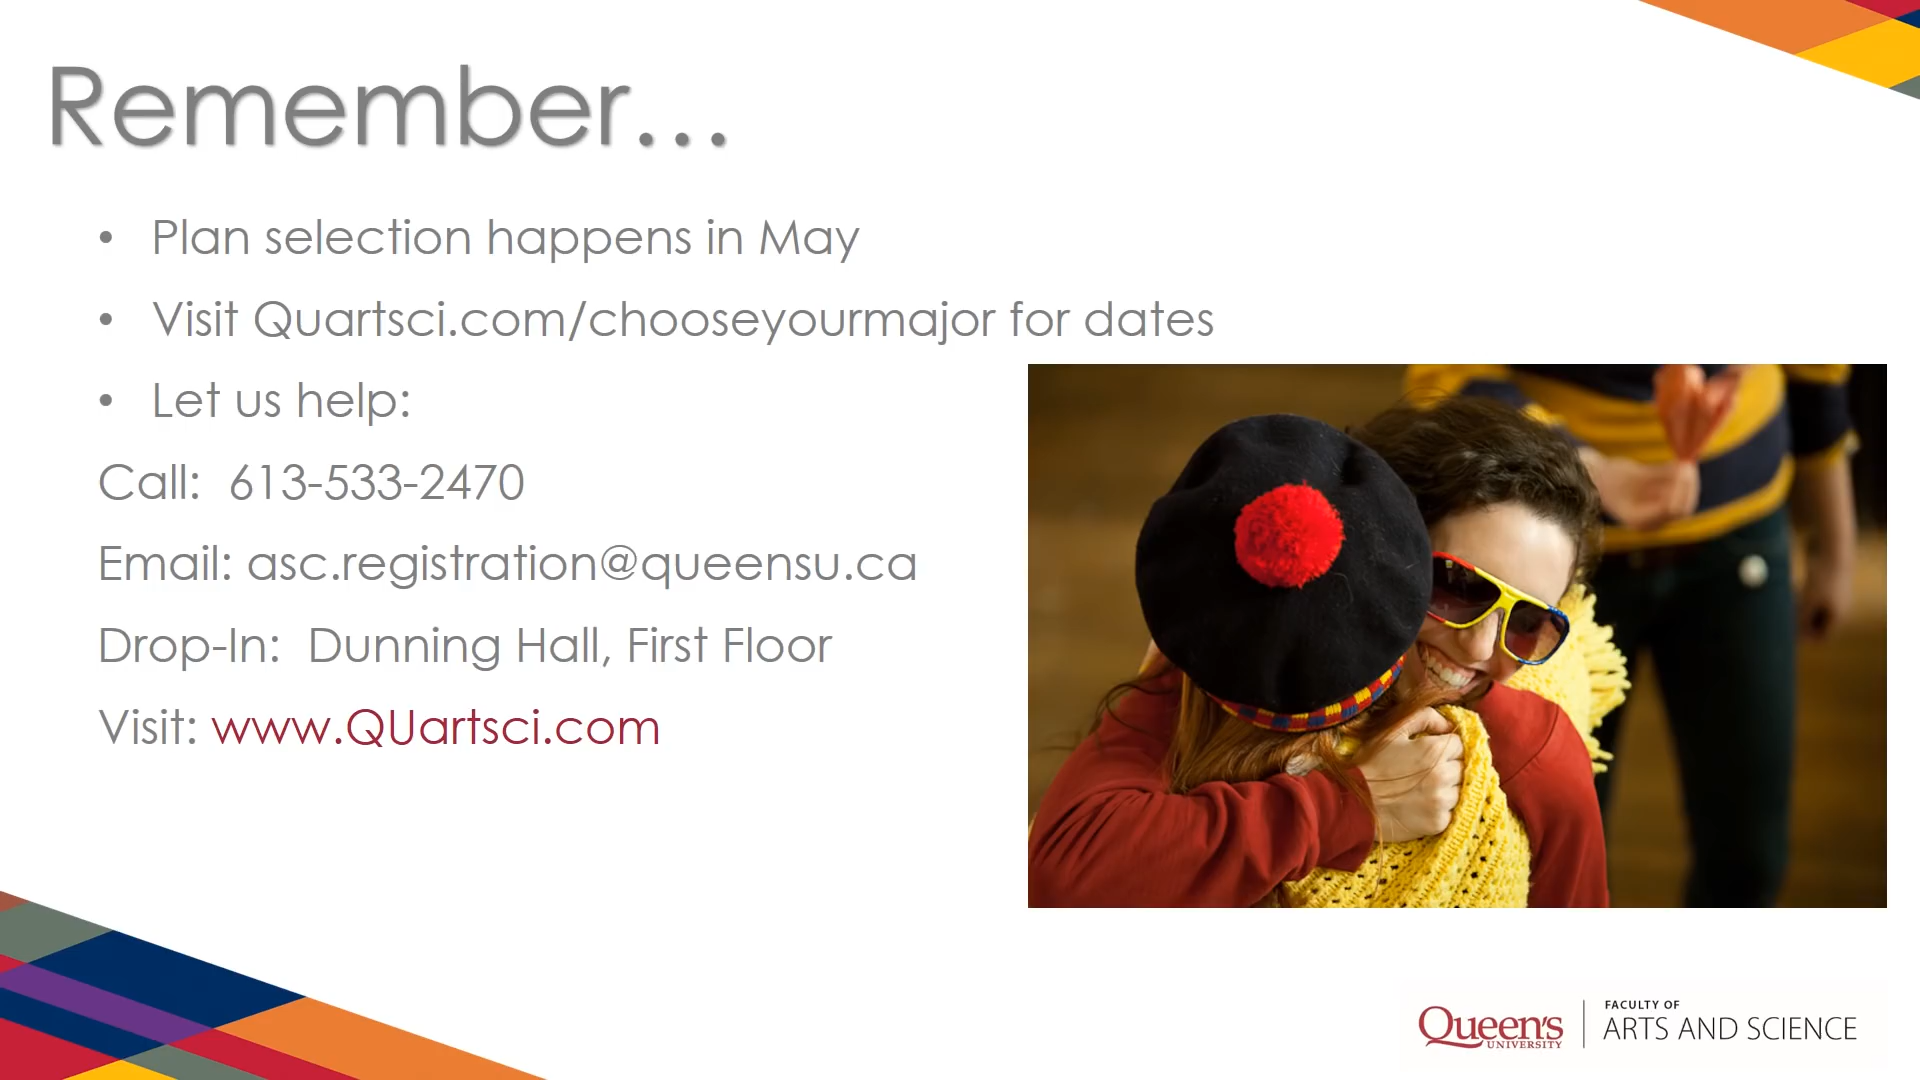 Remember...
• Plan selection happens in May
• Visit Quartsci.com/chooseyourmajor for dates
• Let us help:
Call: 613-533-2470
Email: asc.registration@queensu.ca
Drop-In: Dunning Hall, First Floor
Visit: www.QUartsci.com
Queen's
UNIVERSITY
FACULTY OF
ARTS AND SCIENCE